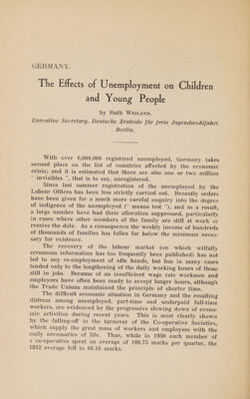 GERMANY.
The Effects of Unemployment on Children
and Young People
by Ruth WEILAND,
Executive Secretary, Deutsche Zentrale für freie Jugendwohlfahrt,
Berlin.
With over 6,000,000 registered unemployed, Germany takes
second place on the list of countries affected by the economic
crisis; and it is estimated that there are also one or two million
" invisibles ", that is to say, unregistered.
Since last summer registration of the unemployed by the
Labour Offices has been less strictly carried out. Recently orders
have been given for a much more careful enquiry into the degree
of indigence of the unemployed (" means test "), and as a result,
a large number have had their allocation suppressed, particularly
in cases where other members of the family are still at work or
receive the dole. As a consequence the weekly income of hundreds
of thousands of families has fallen far below the minimum neces-
sary for existence.
The recovery of the labour market (on which wilfully
erroneous information has too frequently been published) has not
led to any re-employment of idle hands, but has in many cases
tended only to the lengthening of the daily working hours of those
still in jobs. Because of an insufficient wage rate workmen and
employees have often been ready to accept longer hours, although
the Trade Unions maintained the principle of shorter time.
The difficult economic situation in Germany and the resulting
distress among unemployed, part-time and underpaid full-time
workers, are evidenced by the progressive slowing down of econo-
mic activities during recent years. This is most clearly shown
by the falling-off in the turnover of the Co-operative Societies,
which supply the great mass of workers and employees with the
daily necessaries of life. Thus, while in 1930 each member of
a co-operative spent on average 100.75 marks per quarter, the
1932 average fell to 66.16 marks.